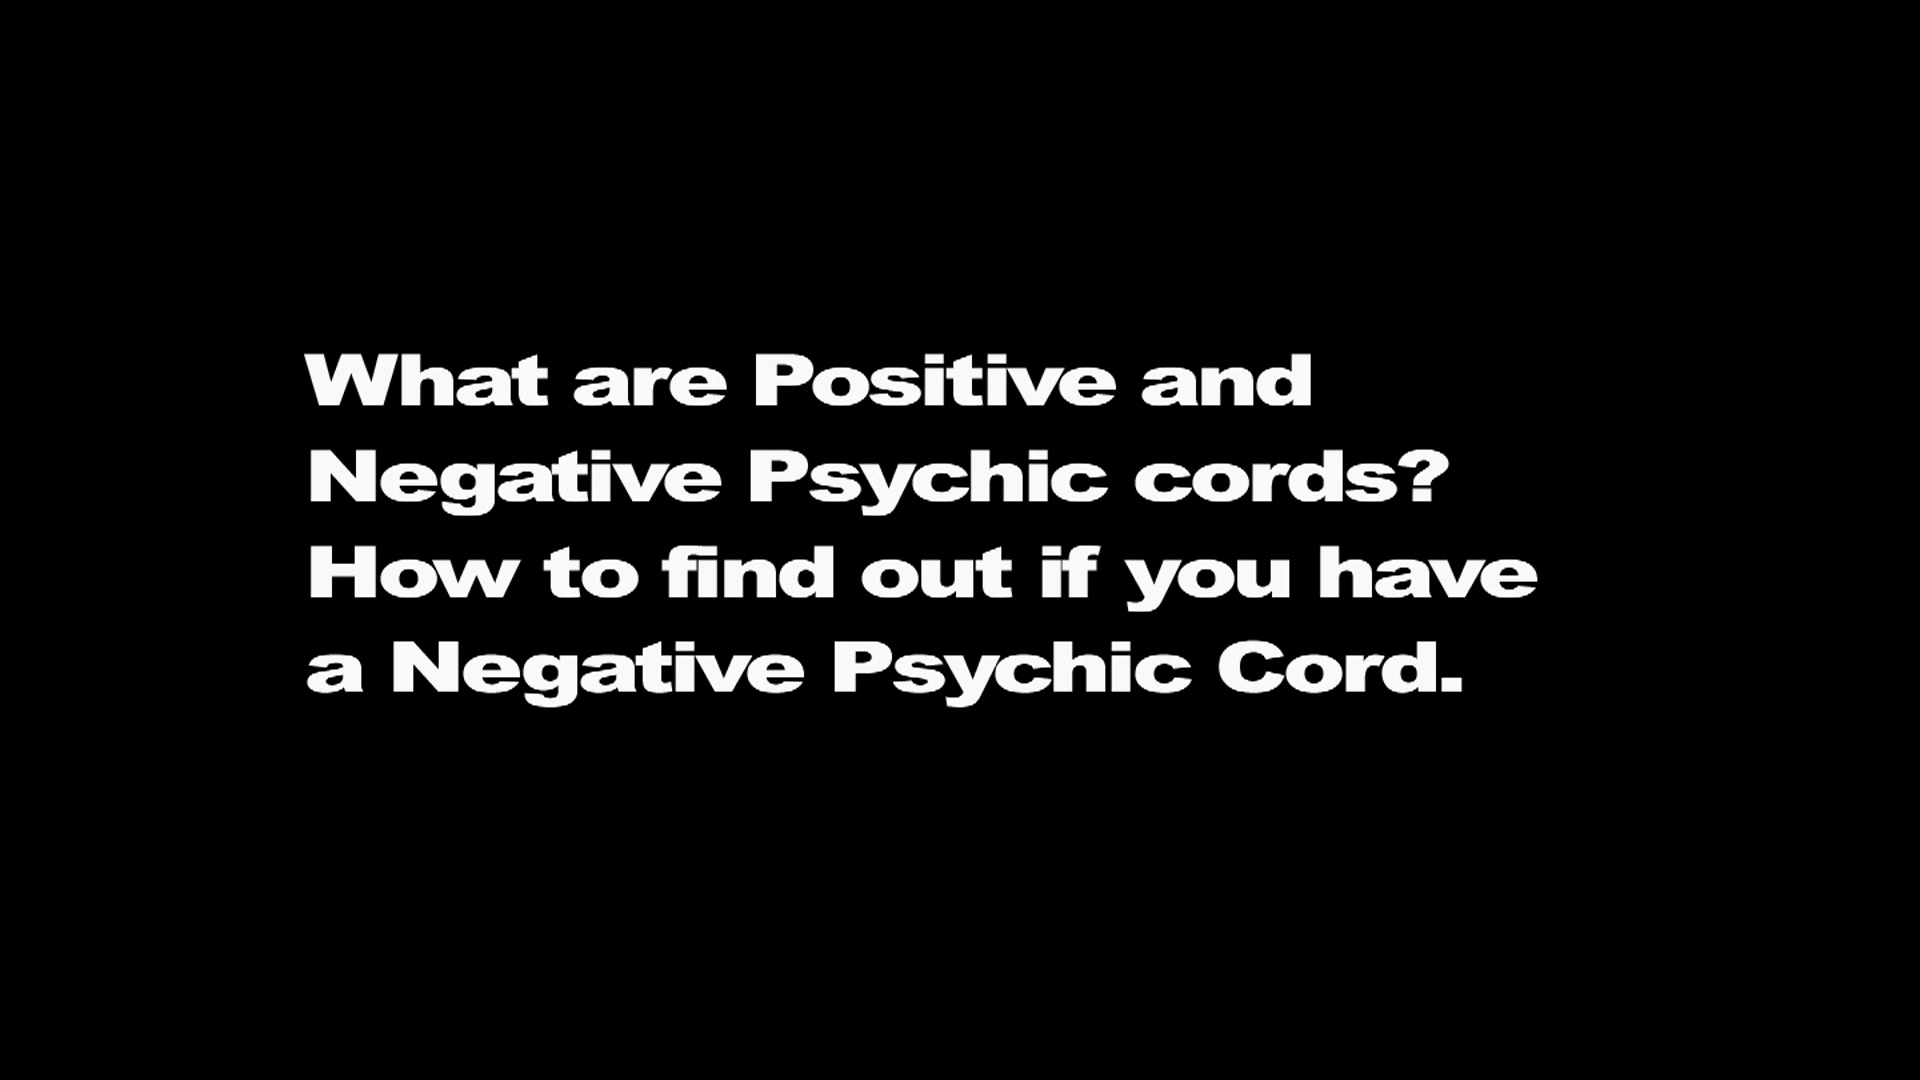 What are Positive and
Negative Psychic cords?
How to find out if you have
a Negative Psychic Cord.